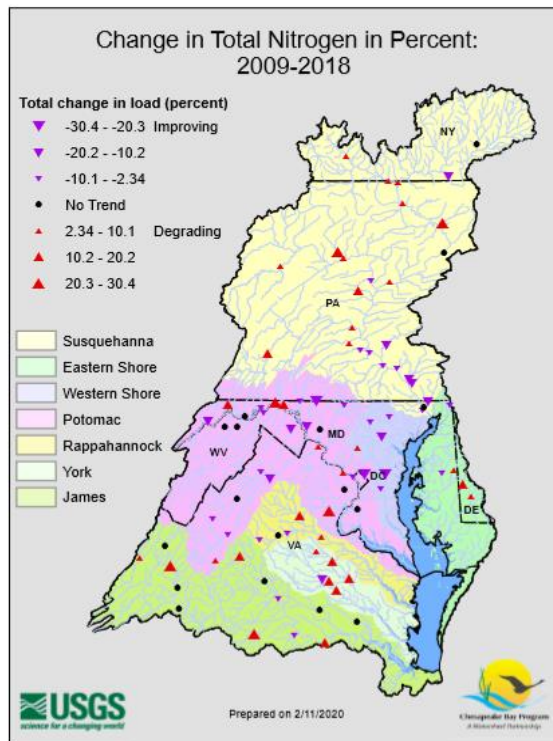 Change in Total Nitrogen in Percent:
2009-2018
Total change in load (percent)
-30.4 - -20.3 Improving
-20.2 - -10.2
-10.1 - -2.34
No Trend
2.34 - 10.1 Degrading
10.2 - 20.2
20.3 - 30.4
NY
PA
Susquehanna
Eastern Shore
Western Shore
Potomac
Rappahannock
York
James
WV
MD
DC
DE
VA
USGS
science for a changing world
Prepared on 2/11/2020
Chesapeake Bay Program
A Watershed Partnership